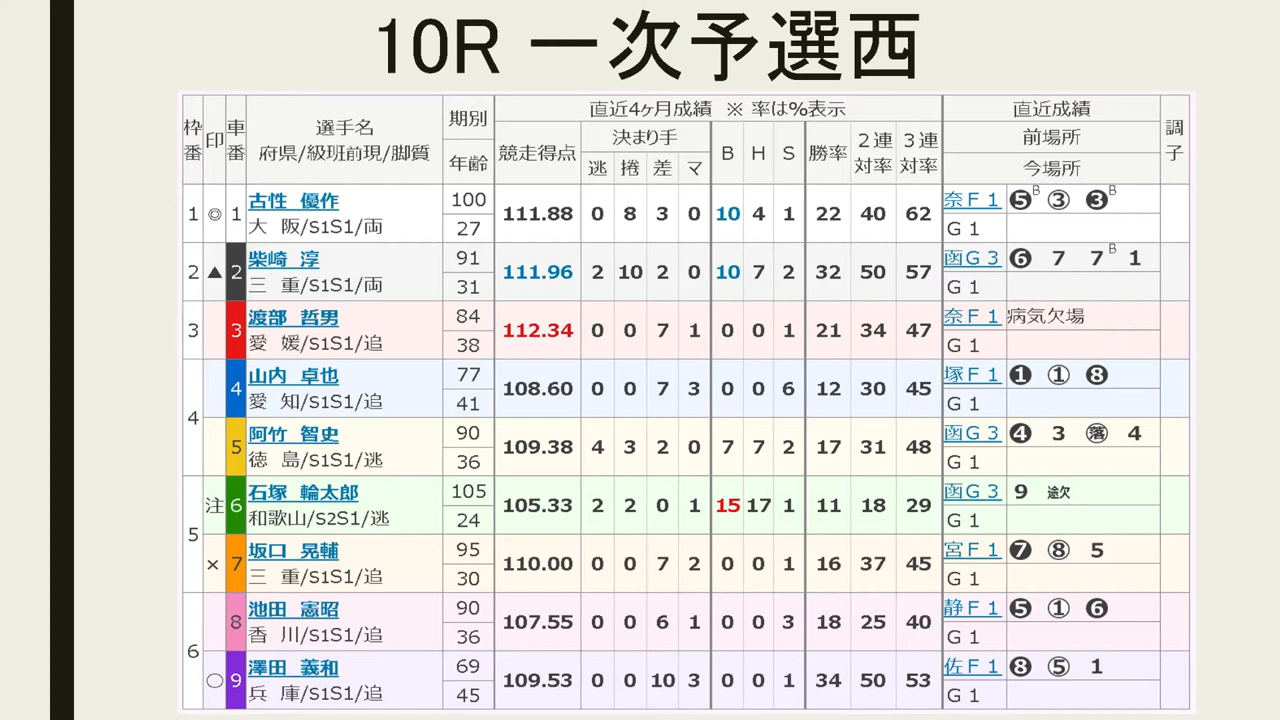 10R 一次予選西
枠番 印 車番 選手名 府県/級班前現/脚質 期別 年齢 直近4ヶ月成績 ※ 率は%表示 直近成績 調子
競走得点 決まり手 B H S 勝率 2連対率 3連対率 前場所
逃 捲 差 マ 今場所
1 ◎ 1 古性 優作 100 111.88 0 8 3 0 10 4 1 22 40 62 奈F1 ❺B ③ ❸B
大 阪/S1S1/両 27 G1
2 ▲ 2 柴崎 淳 91 111.96 2 10 2 0 10 7 2 32 50 57 函G3 ❻ 7 7B 1
三 重/S1S1/両 31 G1
3 3 渡部 哲男 84 112.34 0 0 7 1 0 0 1 21 34 47 奈F1 病気欠場
愛 媛/S1S1/追 38 G1
4 4 山内 卓也 77 108.60 0 0 7 3 0 0 6 12 30 45 塚F1 ❶ ① ❽
愛 知/S1S1/追 41 G1
5 阿竹 智史 90 109.38 4 3 2 0 7 7 2 17 31 48 函G3 ❹ 3 落 4
徳 島/S1S1/逃 36 G1
5 注 6 石塚 輪太郎 105 105.33 2 2 0 1 15 17 1 11 18 29 函G3 9 途欠
和歌山/S2S1/逃 24 G1
× 7 坂口 晃輔 95 110.00 0 0 7 2 0 0 1 16 37 45 宮F1 ❼ ⑧ 5
三 重/S1S1/追 30 G1
6 8 池田 憲昭 90 107.55 0 0 6 1 0 0 3 18 25 40 静F1 ❺ ① ❻
香 川/S1S1/追 36 G1
○ 9 澤田 義和 69 109.53 0 0 10 3 0 0 1 34 50 53 佐F1 ❽ ⑤ 1
兵 庫/S1S1/追 45 G1